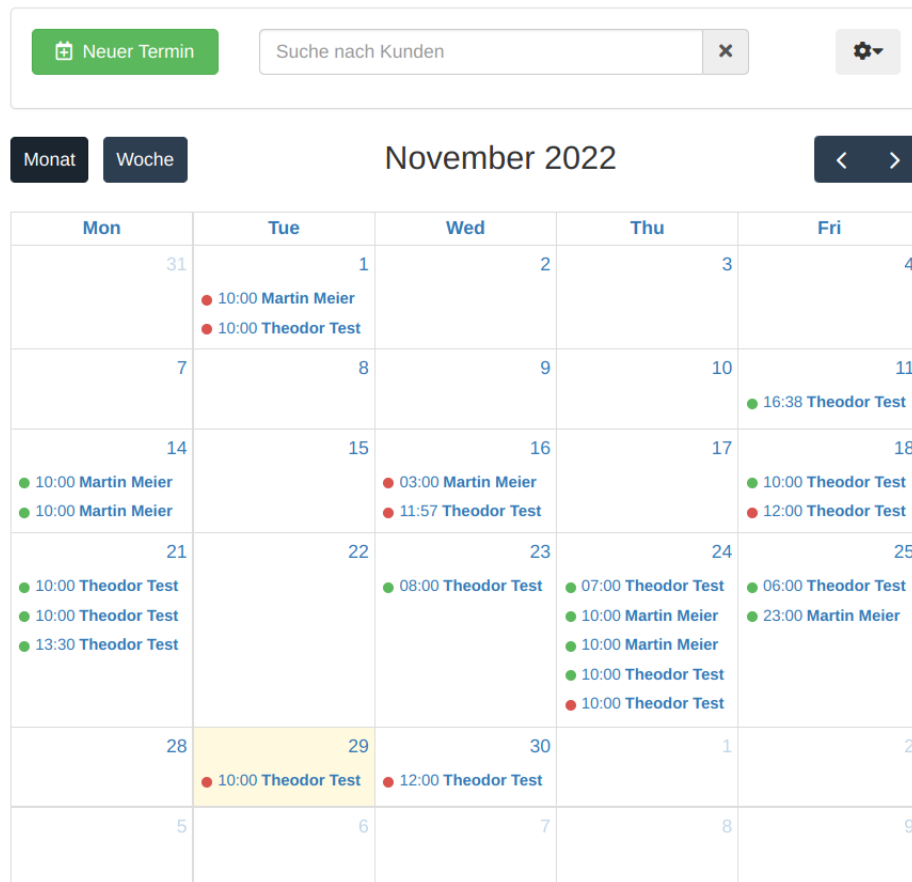 Neuer Termin Suche nach Kunden
Monat Woche November 2022
Mon Tue Wed Thu Fri
31 1 2 3 4
10:00 Martin Meier
10:00 Theodor Test
7 8 9 10 11
16:38 Theodor Test
14 15 16 17 18
10:00 Martin Meier 03:00 Martin Meier 10:00 Theodor Test
10:00 Martin Meier 11:57 Theodor Test 12:00 Theodor Test
21 22 23 24 25
10:00 Theodor Test 08:00 Theodor Test 07:00 Theodor Test 06:00 Theodor Test
10:00 Theodor Test 10:00 Martin Meier 23:00 Martin Meier
13:30 Theodor Test 10:00 Martin Meier
10:00 Theodor Test
10:00 Theodor Test
28 29 30 1 2
10:00 Theodor Test 12:00 Theodor Test
5 6 7 8 9